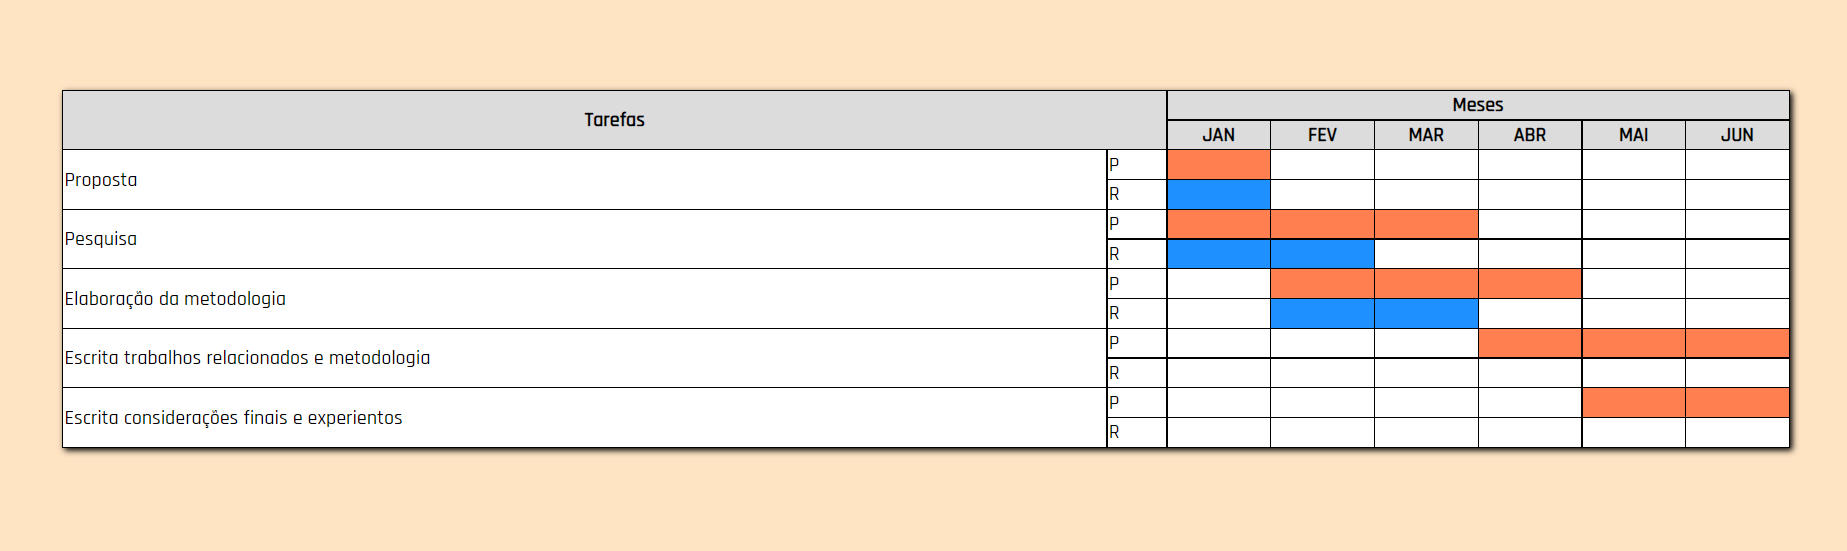 Tarefas
Meses
JAN FEV MAR ABR MAI JUN
Proposta
P
R
Pesquisa
P
R
Elaboração da metodologia
P
R
Escrita trabalhos relacionados e metodologia
P
R
Escrita considerações finais e experientos
P
R